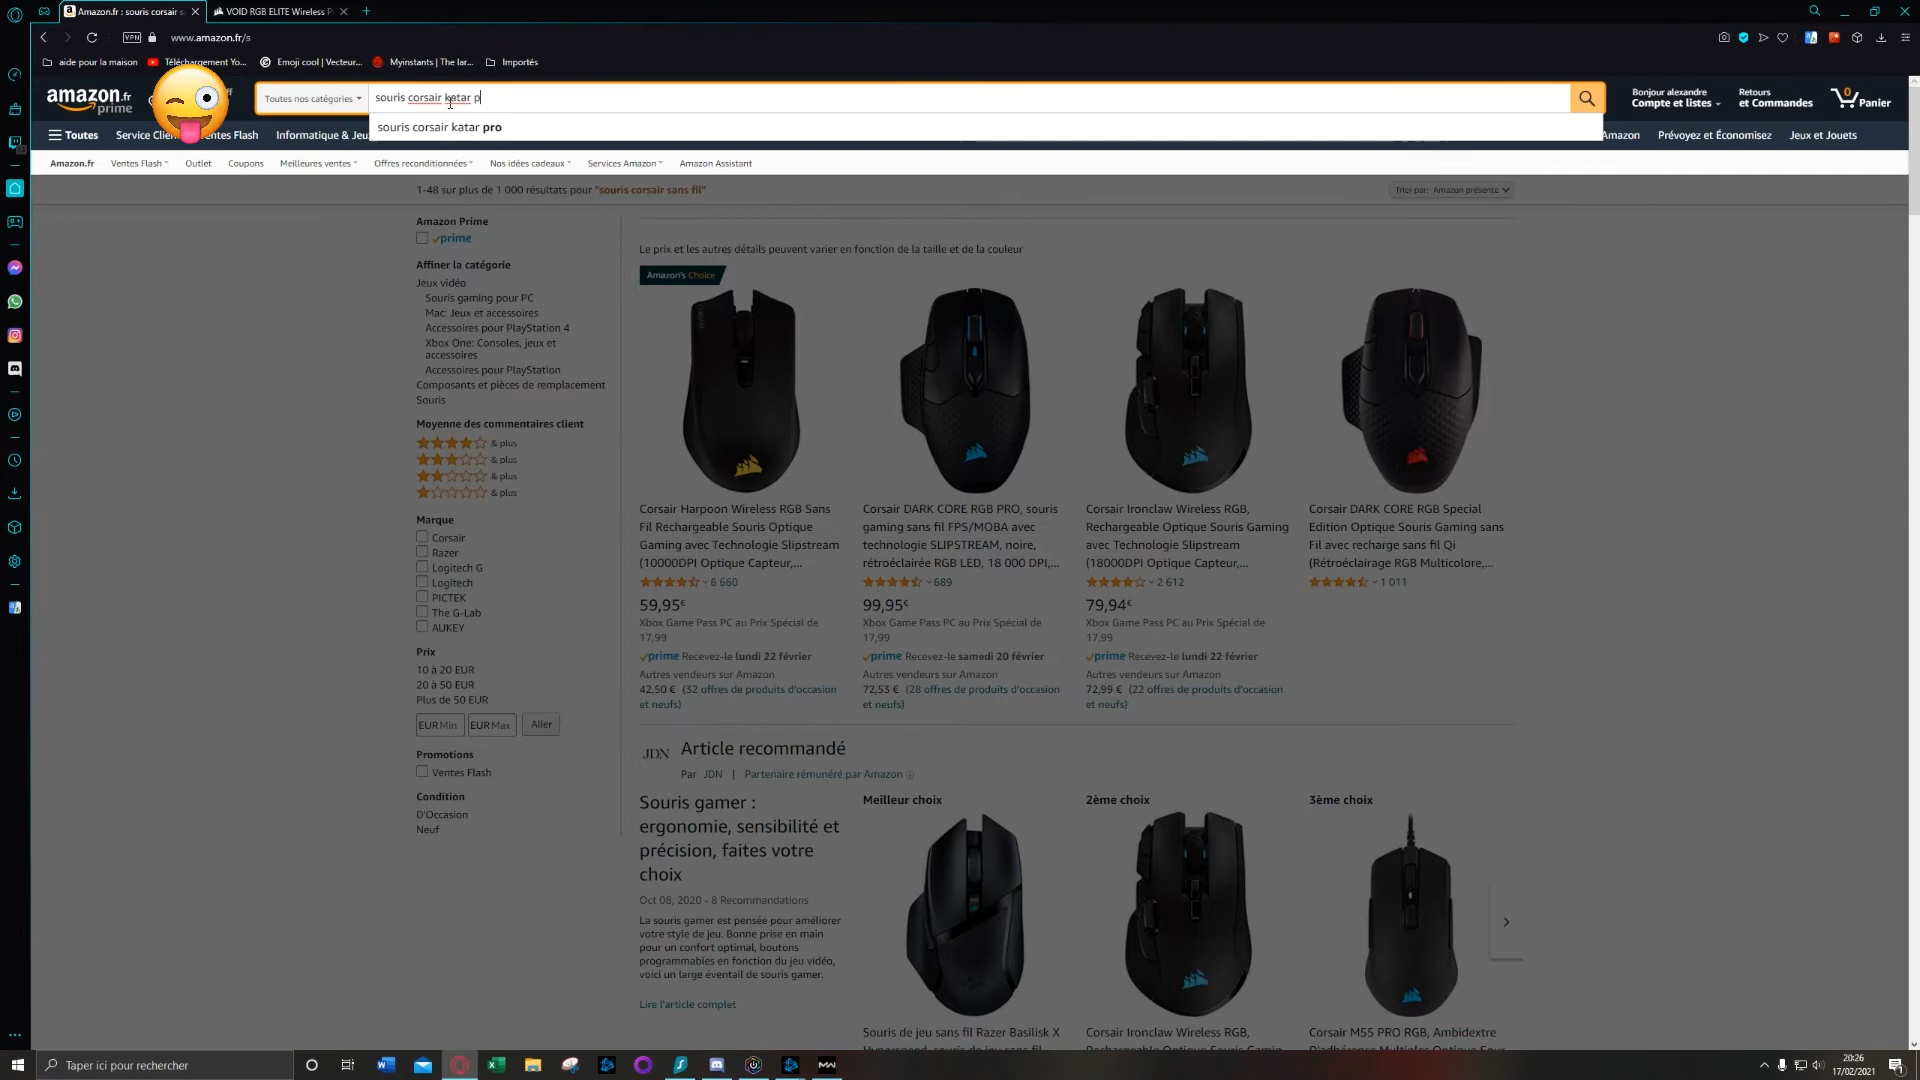 Amazon.fr : souris corsair s
VOID RGB ELITE Wireless P
VPN
www.amazon.fr/s
aide pour la maison
Téléchargement Yo...
Emoji cool | Vecteur...
Myinstants | The lar...
Importés
amazon.fr
prime
Toutes nos catégories
souris corsair katar p
Bonjour alexandre
Compte et listes
Retours
et Commandes
0
Panier
souris corsair katar pro
Toutes
Service Clien
entes Flash
Informatique & Jeu
Amazon
Prévoyez et Économisez
Jeux et Jouets
Amazon.fr
Ventes Flash
Outlet
Coupons
Meilleures ventes
Offres reconditionnées
Nos idées cadeaux
Services Amazon
Amazon Assistant
1-48 sur plus de 1 000 résultats pour "souris corsair sans fil"
Trier par: Amazon présente
Amazon Prime
prime
Affiner la catégorie
Jeux vidéo
Souris gaming pour PC
Mac: Jeux et accessoires
Accessoires pour PlayStation 4
Xbox One: Consoles, jeux et
accessoires
Accessoires pour PlayStation
Composants et pièces de remplacement
Souris
Moyenne des commentaires client
& plus
& plus
& plus
& plus
Marque
Corsair
Razer
Logitech G
Logitech
PICTEK
The G-Lab
AUKEY
Prix
10 à 20 EUR
20 à 50 EUR
Plus de 50 EUR
EUR Min
EUR Max
Aller
Promotions
Ventes Flash
Condition
D'Occasion
Neuf
Le prix et les autres détails peuvent varier en fonction de la taille et de la couleur
Amazon's Choice
Corsair Harpoon Wireless RGB Sans
Fil Rechargeable Souris Optique
Gaming avec Technologie Slipstream
(10000DPI Optique Capteur,...
6 660
59,95€
Xbox Game Pass PC au Prix Spécial de
17,99
prime Recevez-le lundi 22 février
Autres vendeurs sur Amazon
42,50 € (32 offres de produits d'occasion
et neufs)
Corsair DARK CORE RGB PRO, souris
gaming sans fil FPS/MOBA avec
technologie SLIPSTREAM, noire,
rétroéclairée RGB LED, 18 000 DPI,...
689
99,95€
Xbox Game Pass PC au Prix Spécial de
17,99
prime Recevez-le samedi 20 février
Autres vendeurs sur Amazon
72,53 € (28 offres de produits d'occasion
et neufs)
Corsair Ironclaw Wireless RGB,
Rechargeable Optique Souris Gaming
avec Technologie Slipstream
(18000DPI Optique Capteur,...
2 612
79,94€
Xbox Game Pass PC au Prix Spécial de
17,99
prime Recevez-le lundi 22 février
Autres vendeurs sur Amazon
72,99 € (22 offres de produits d'occasion
et neufs)
Corsair DARK CORE RGB Special
Edition Optique Souris Gaming sans
Fil avec recharge sans fil Qi
(Rétroéclairage RGB Multicolore,...
1 011
JDN
Article recommandé
Par JDN | Partenaire rémunéré par Amazon
Souris gamer :
ergonomie, sensibilité et
précision, faites votre
choix
Oct 08, 2020 - 8 Recommandations
La souris gamer est pensée pour améliorer
votre style de jeu. Bonne prise en main
pour un confort optimal, boutons
programmables en fonction du jeu vidéo,
voici un large éventail de souris gamer.
Lire l'article complet
Meilleur choix
Souris de jeu sans fil Razer Basilisk X
Hyperspeed, souris de jeu sans fil
2ème choix
Corsair Ironclaw Wireless RGB,
Rechargeable Optique Souris Gaming
3ème choix
Corsair M55 PRO RGB, Ambidextre
D'adhérence Multiples Optique Souris
Taper ici pour rechercher
20:26
17/02/2021